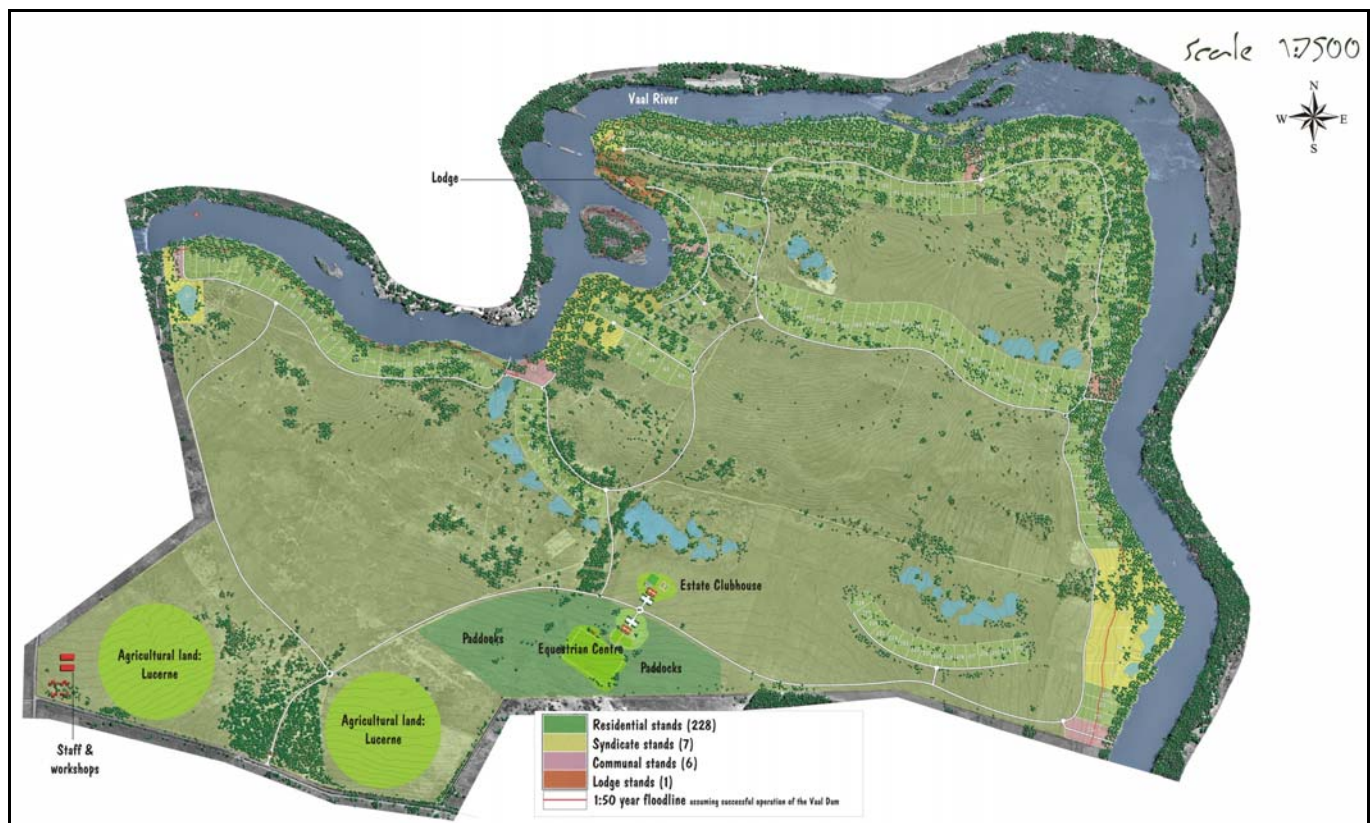 scale 1:7500
N
W E
S
Vaal River
Lodge
Estate Clubhouse
Paddocks
Equestrian Centre
Paddocks
Agricultural land:
Lucerne
Agricultural land:
Lucerne
Staff &
workshops
Residential stands (228)
Syndicate stands (7)
Communal stands (6)
Lodge stands (1)
1:50 year floodline assuming successful operation of the Vaal Dam